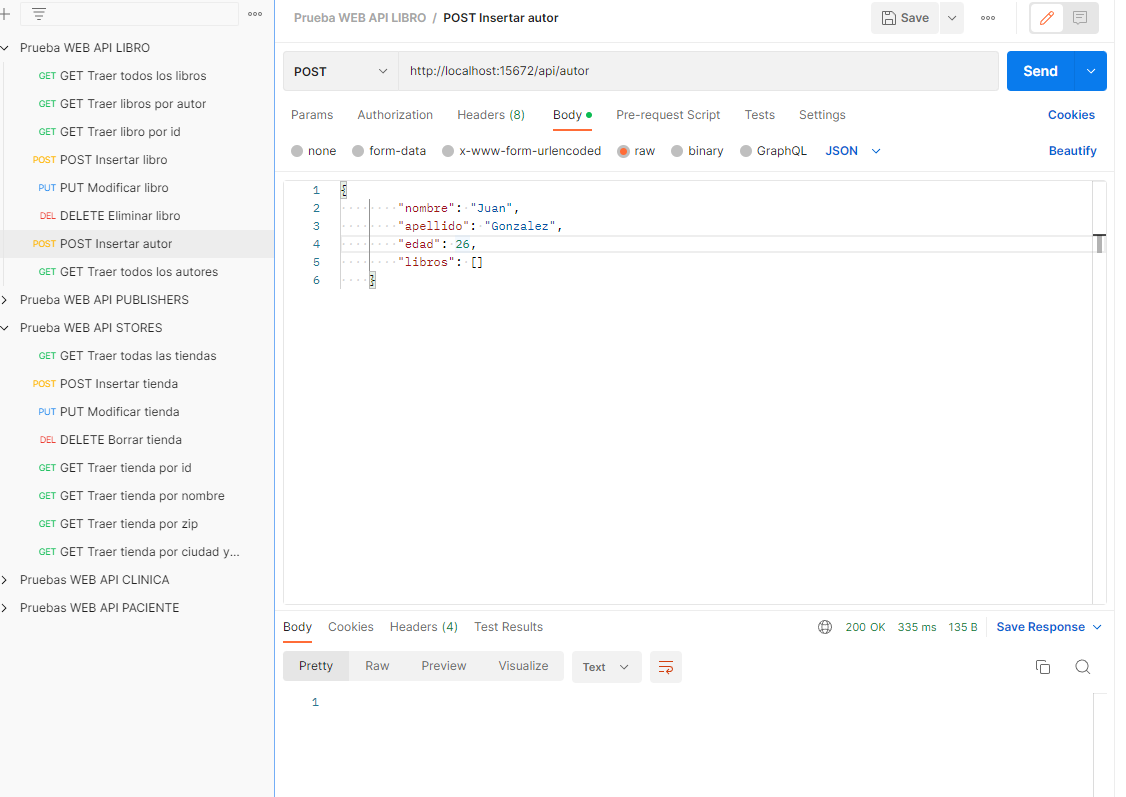 Prueba WEB API LIBRO
GET GET Traer todos los libros
GET GET Traer libros por autor
GET GET Traer libro por id
POST POST Insertar libro
PUT PUT Modificar libro
DEL DELETE Eliminar libro
POST POST Insertar autor
GET GET Traer todos los autores
Prueba WEB API PUBLISHERS
Prueba WEB API STORES
GET GET Traer todas las tiendas
POST POST Insertar tienda
PUT PUT Modificar tienda
DEL DELETE Borrar tienda
GET GET Traer tienda por id
GET GET Traer tienda por nombre
GET GET Traer tienda por zip
GET GET Traer tienda por ciudad y...
Pruebas WEB API CLINICA
Pruebas WEB API PACIENTE
Prueba WEB API LIBRO / POST Insertar autor
Save
POST http://localhost:15672/api/autor Send
Params Authorization Headers (8) Body Pre-request Script Tests Settings Cookies
none form-data x-www-form-urlencoded raw binary GraphQL JSON Beautify
1 {
2 "nombre": "Juan",
3 "apellido": "Gonzalez",
4 "edad": 26,
5 "libros": []
6 }
Body Cookies Headers (4) Test Results 200 OK 335 ms 135 B Save Response
Pretty Raw Preview Visualize Text
1